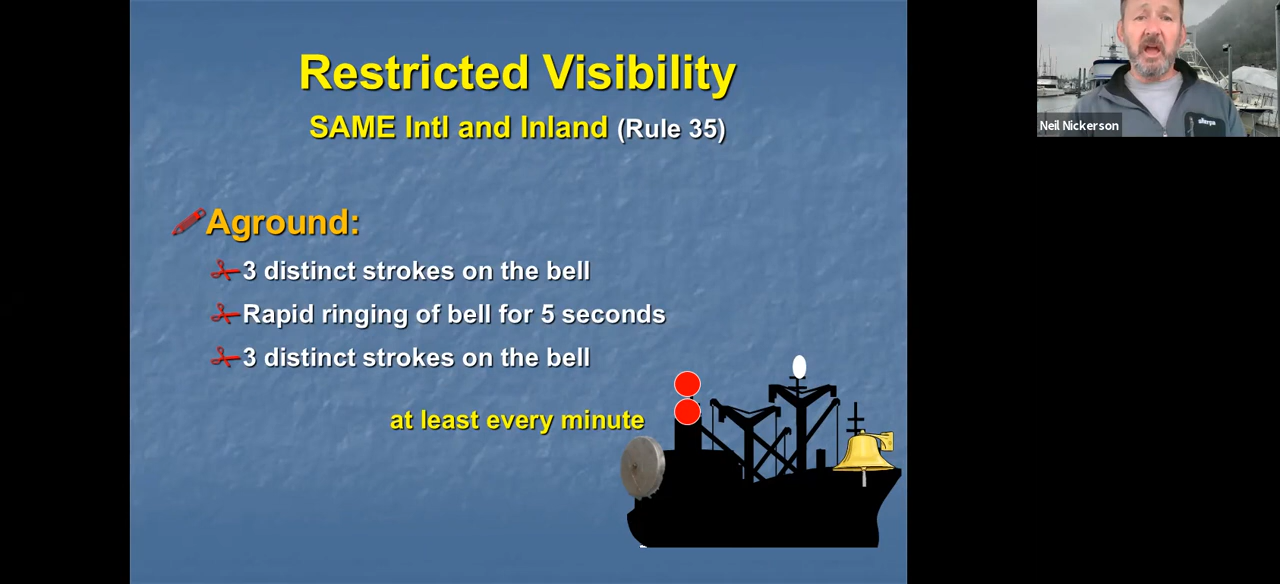 Restricted Visibility
SAME Intl and Inland (Rule 35)
Aground:
3 distinct strokes on the bell
Rapid ringing of bell for 5 seconds
3 distinct strokes on the bell
at least every minute
Neil Nickerson